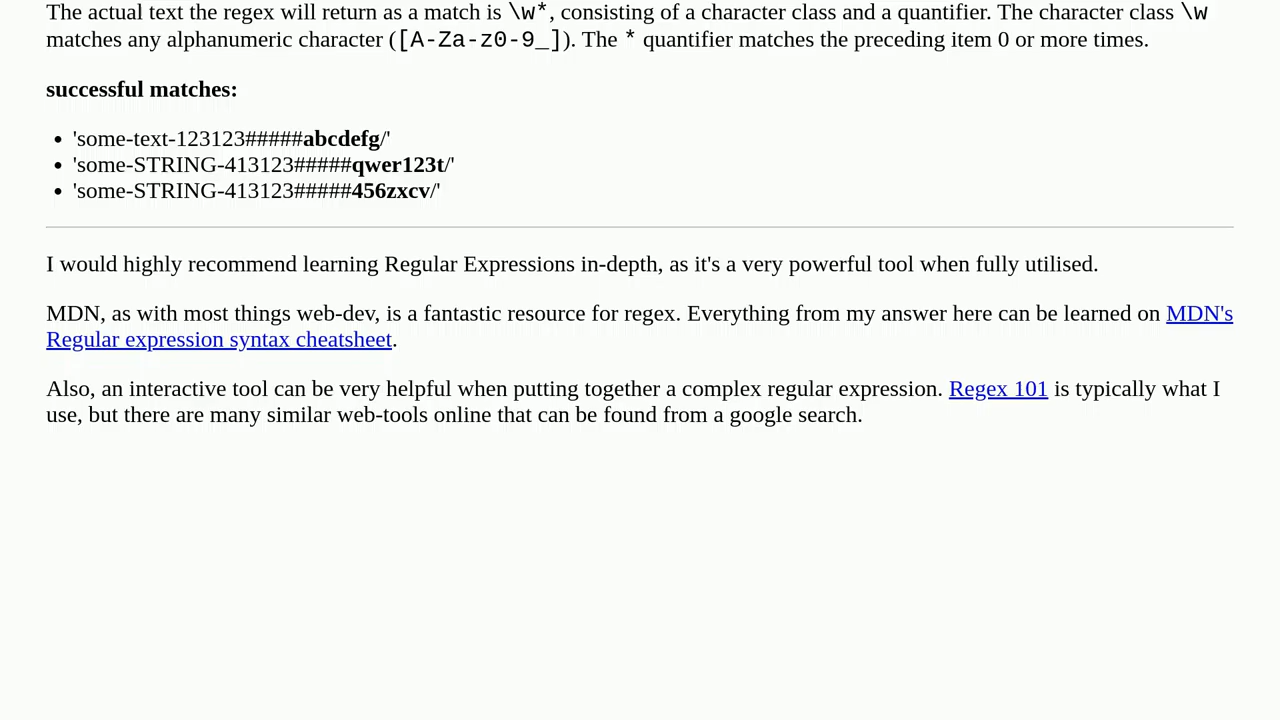 The actual text the regex will return as a match is \w*, consisting of a character class and a quantifier. The character class \w
matches any alphanumeric character ([A-Za-z0-9_]). The * quantifier matches the preceding item 0 or more times.
successful matches:
• 'some-text-123123#####abcdefg/'
• 'some-STRING-413123#####qwer123t/'
• 'some-STRING-413123#####456zxcv/'
I would highly recommend learning Regular Expressions in-depth, as it's a very powerful tool when fully utilised.
MDN, as with most things web-dev, is a fantastic resource for regex. Everything from my answer here can be learned on MDN's
Regular expression syntax cheatsheet.
Also, an interactive tool can be very helpful when putting together a complex regular expression. Regex 101 is typically what I
use, but there are many similar web-tools online that can be found from a google search.